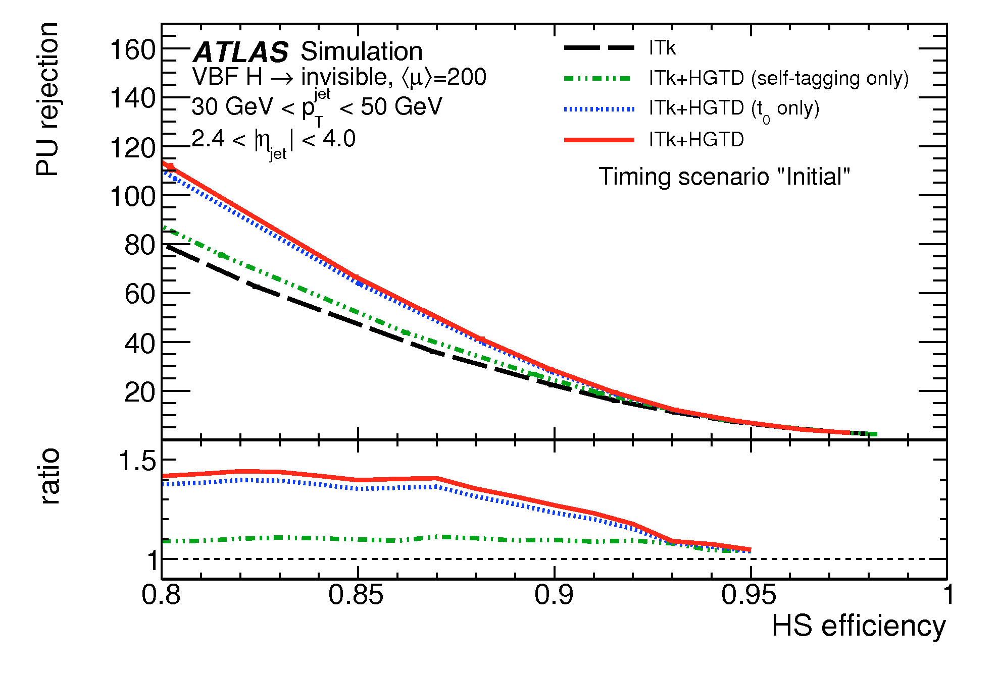 PU rejection
160
140
120
100
80
60
40
20
ATLAS Simulation
VBF H → invisible, ⟨μ⟩=200
30 GeV < p_T^jet < 50 GeV
2.4 < |η_jet| < 4.0
ITk
ITk+HGTD (self-tagging only)
ITk+HGTD (t_0 only)
ITk+HGTD
Timing scenario "Initial"
ratio
1.5
1
0.8 0.85 0.9 0.95 1
HS efficiency